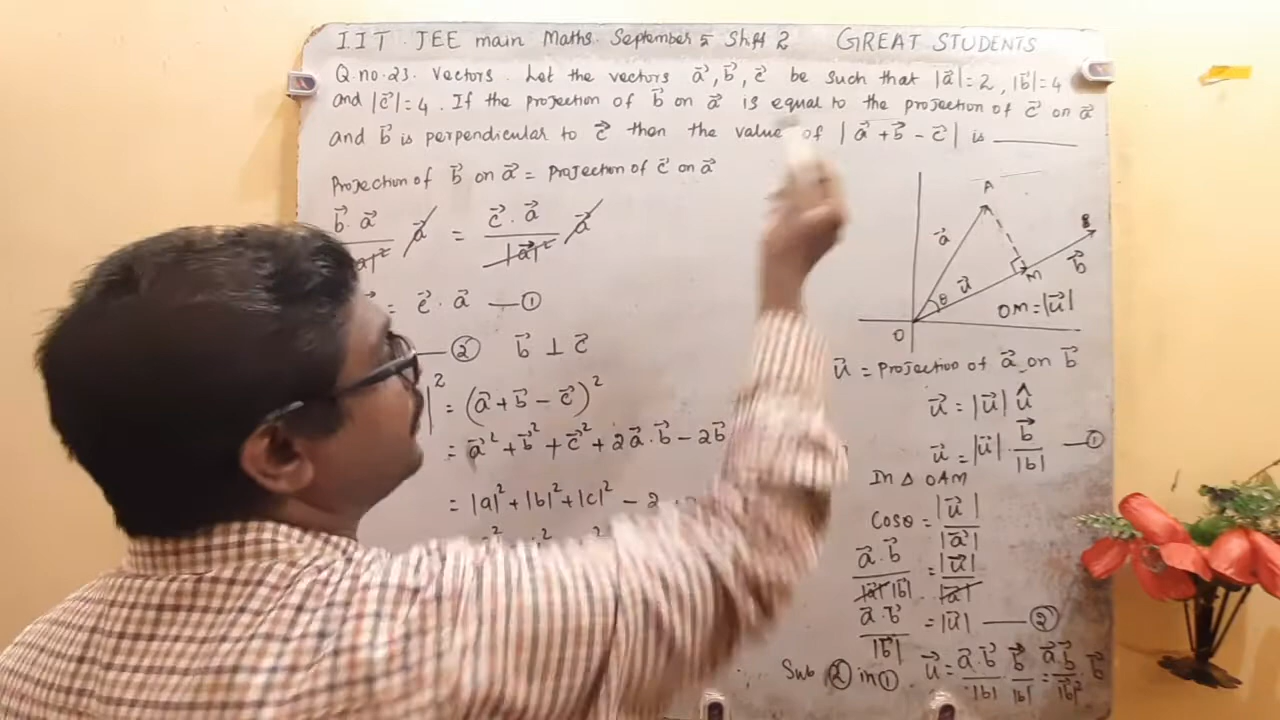 IIT JEE main Maths. September 5 Shft 2 GREAT STUDENTS
Q.no.23. Vectors. Let the vectors a⃗, b⃗, c⃗ be such that |a⃗|=2, |b⃗|=4
and |c⃗|=4. If the projection of b⃗ on a⃗ is equal to the projection of c⃗ on a⃗
and b⃗ is perpendicular to c⃗ then the value of |a⃗+b⃗-c⃗| is ______
Projection of b⃗ on a⃗ = Projection of c⃗ on a⃗
b⃗.a⃗ a⃗ = c⃗.a⃗/|a⃗|² a⃗
= c⃗.a⃗ —①
—② b⃗ ⊥ c⃗
|² = (a⃗+b⃗-c⃗)²
= a⃗²+b⃗²+c⃗²+2a⃗.b⃗-2b⃗
= |a|²+|b|²+|c|²-2
A
a⃗
B
b⃗
θ
u⃗
M
O
OM=|u⃗|
u⃗ = Projection of a⃗ on b⃗
u⃗ = |u⃗| û
u⃗ = |u⃗|. b⃗/|b| —①
In △ OAM
Cosθ = |u⃗|/|a⃗|
a⃗.b⃗/|a⃗||b⃗| = |u⃗|/|a⃗|
a⃗.b⃗/|b⃗| = |u⃗| —②
Sub ② in ① u⃗ = a⃗.b⃗/|b| . b⃗/|b| = a⃗.b⃗/|b⃗|² b⃗